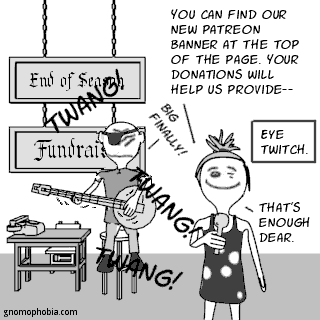 YOU CAN FIND OUR
NEW PATREON
BANNER AT THE TOP
OF THE PAGE. YOUR
DONATIONS WILL
HELP US PROVIDE--
End of Season
TWANG!
BIG
FINALLY!
EYE
TWITCH.
Fundrai
TWANG!
THAT'S
ENOUGH
DEAR.
TWANG!
gnomophobia.com